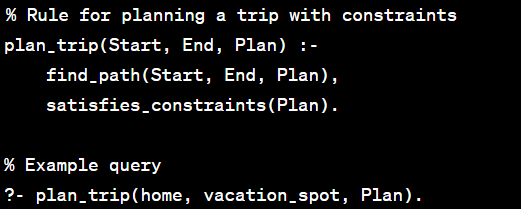 % Rule for planning a trip with constraints
plan_trip(Start, End, Plan) :-
    find_path(Start, End, Plan),
    satisfies_constraints(Plan).

% Example query
?- plan_trip(home, vacation_spot, Plan).